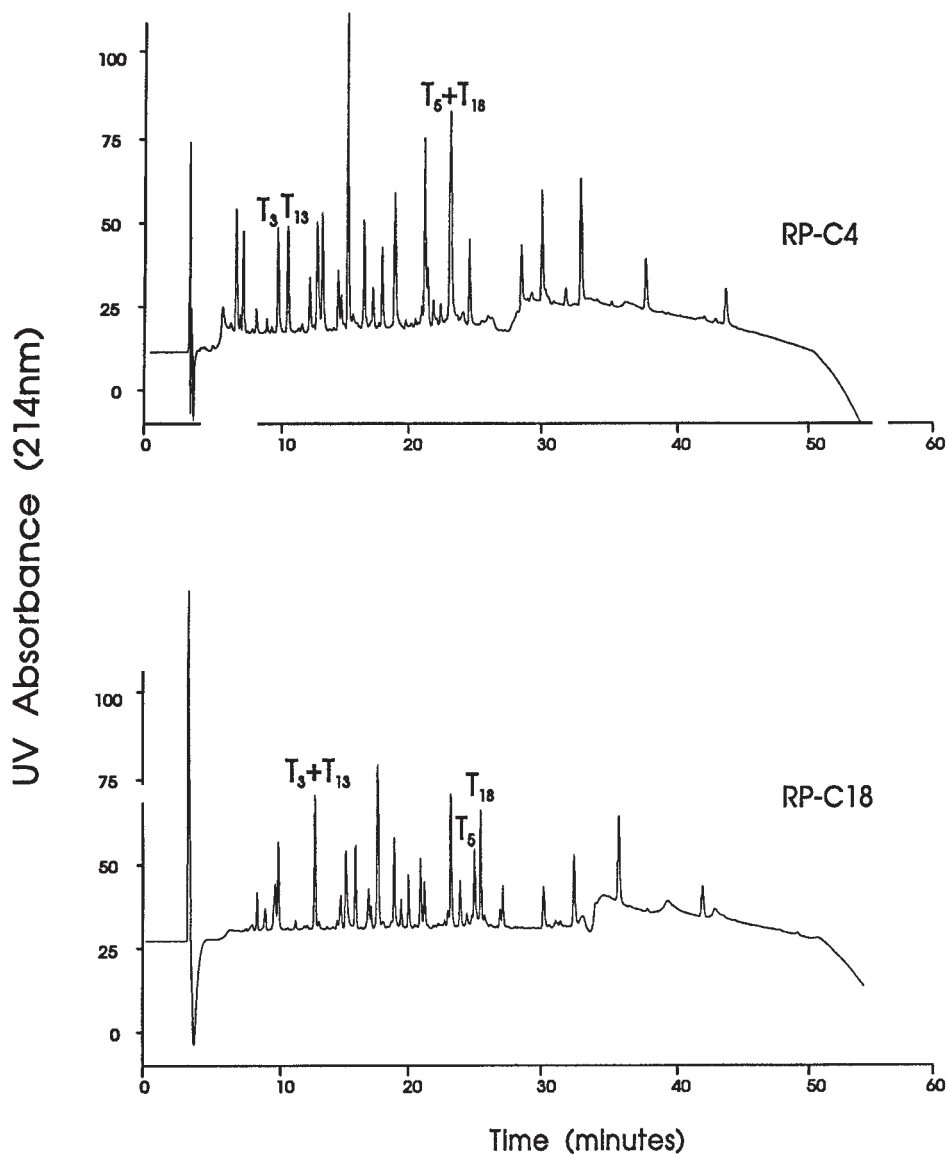 UV Absorbance (214nm)
100
75
50
25
0
T₃ T₁₃
T₅+T₁₈
RP-C4
0 10 20 30 40 50 60
100
75
50
25
0
T₃+T₁₃
T₁₈
T₅
RP-C18
0 10 20 30 40 50 60
Time (minutes)